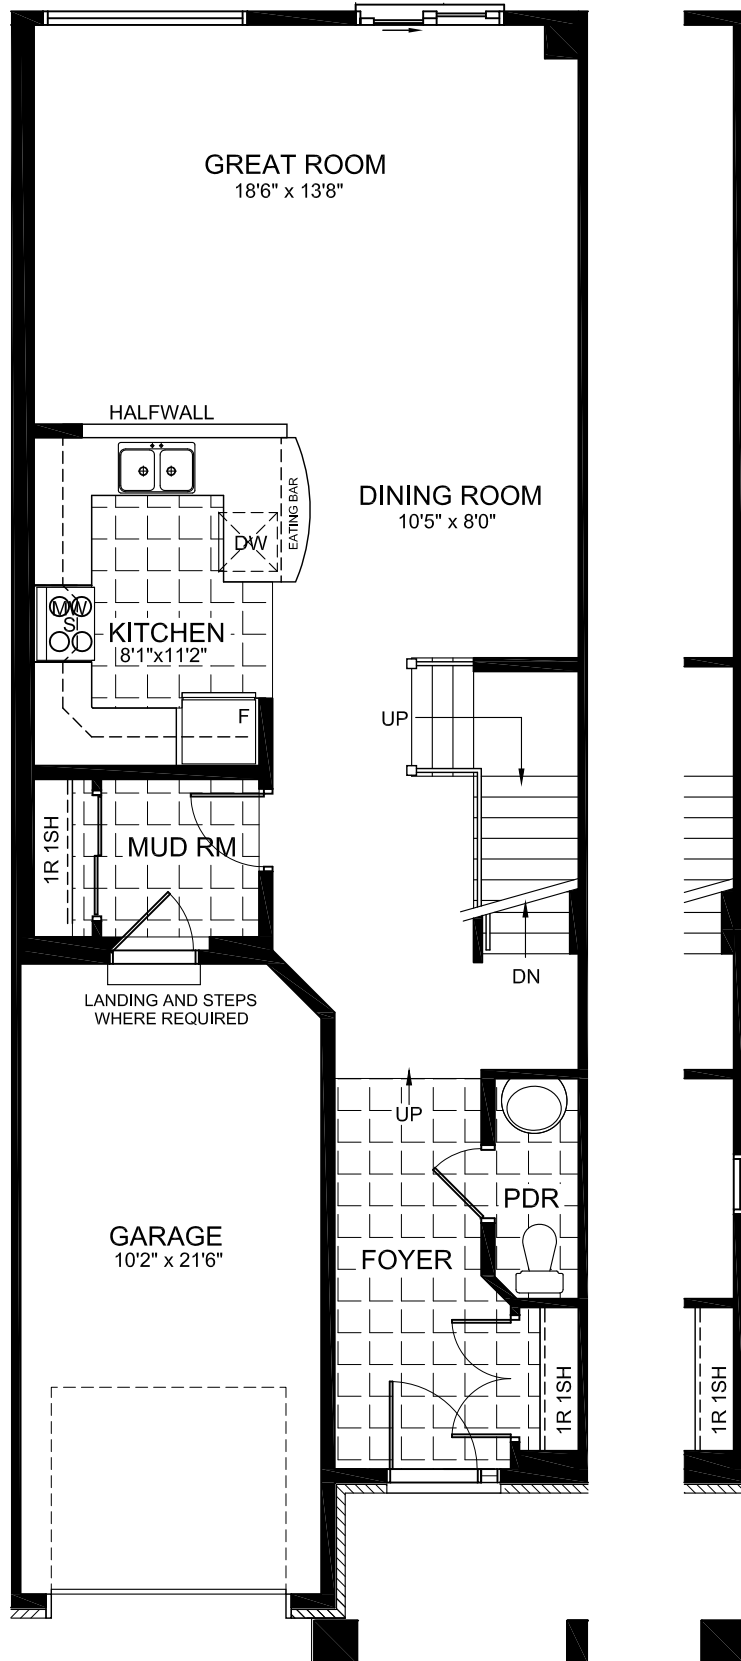 GREAT ROOM
18'6" x 13'8"
HALFWALL
EATING BAR
DINING ROOM
10'5" x 8'0"
DW
MW
S
KITCHEN
8'1"x11'2"
F
UP
1R 1SH
MUD RM
DN
LANDING AND STEPS
WHERE REQUIRED
UP
PDR
GARAGE
10'2" x 21'6"
FOYER
1R 1SH
1R 1SH